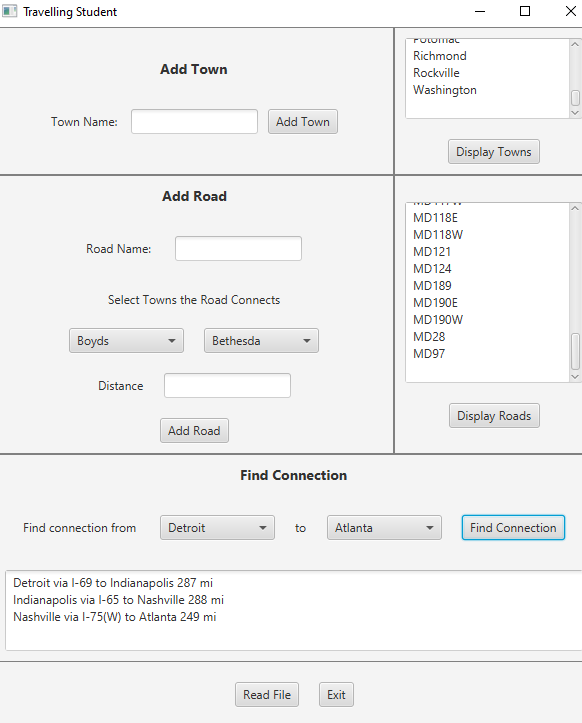 Travelling Student
Add Town
Town Name:
Add Town
Potomac
Richmond
Rockville
Washington
Display Towns
Add Road
Road Name:
Select Towns the Road Connects
Boyds
Bethesda
Distance
Add Road
MD118E
MD118W
MD121
MD124
MD189
MD190E
MD190W
MD28
MD97
Display Roads
Find Connection
Find connection from
Detroit
to
Atlanta
Find Connection
Detroit via I-69 to Indianapolis 287 mi
Indianapolis via I-65 to Nashville 288 mi
Nashville via I-75(W) to Atlanta 249 mi
Read File
Exit